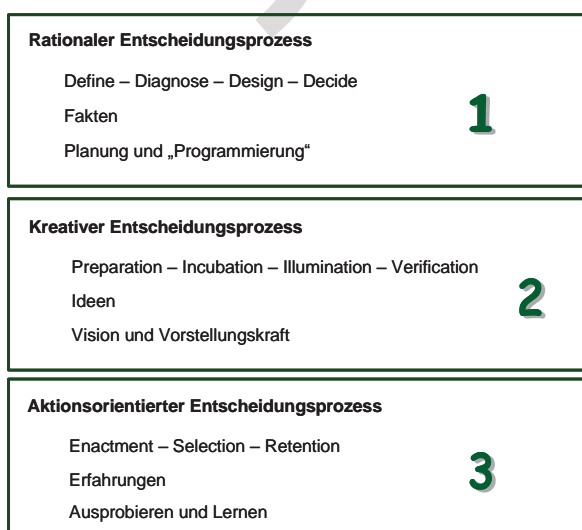 Rationaler Entscheidungsprozess
Define – Diagnose – Design – Decide
Fakten
1
Planung und „Programmierung“
Kreativer Entscheidungsprozess
Preparation – Incubation – Illumination – Verification
Ideen
2
Vision und Vorstellungskraft
Aktionsorientierter Entscheidungsprozess
Enactment – Selection – Retention
Erfahrungen
3
Ausprobieren und Lernen